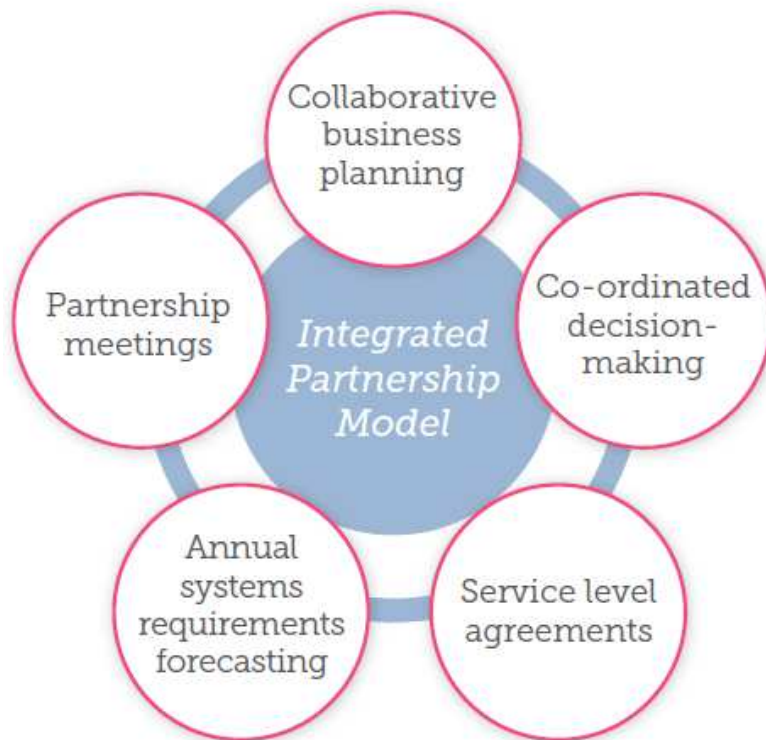 Collaborative
business
planning
Co-ordinated
decision-
making
Service level
agreements
Annual
systems
requirements
forecasting
Partnership
meetings
Integrated
Partnership
Model